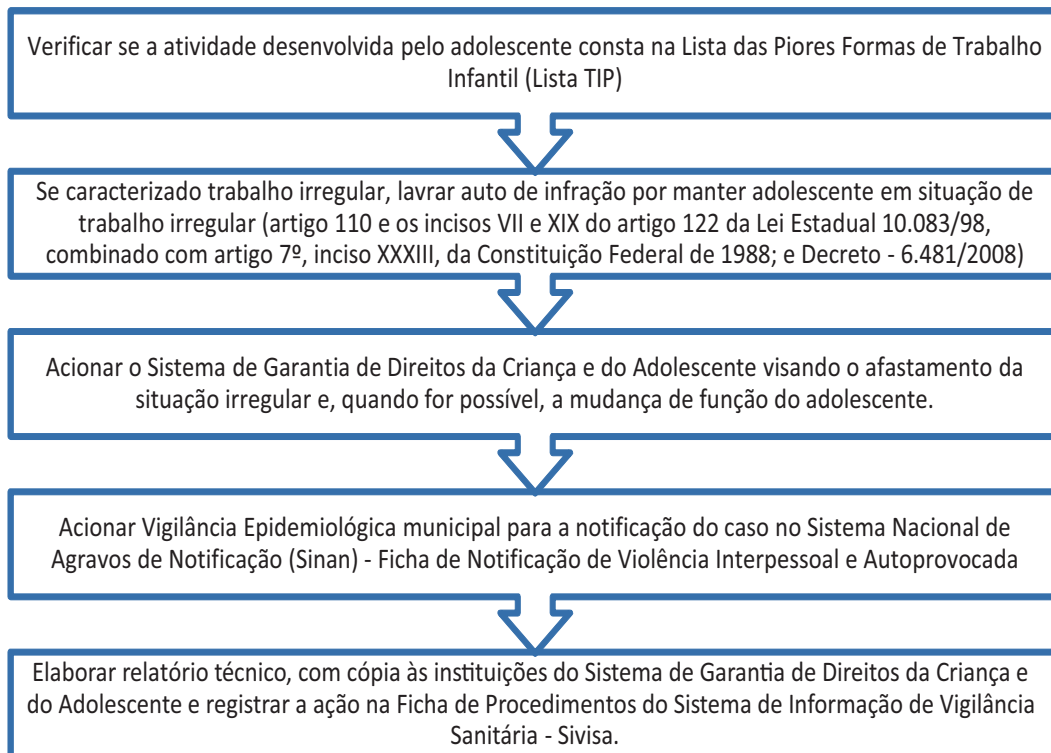 Verificar se a atividade desenvolvida pelo adolescente consta na Lista das Piores Formas de Trabalho
Infantil (Lista TIP)
Se caracterizado trabalho irregular, lavrar auto de infração por manter adolescente em situação de
trabalho irregular (artigo 110 e os incisos VII e XIX do artigo 122 da Lei Estadual 10.083/98,
combinado com artigo 7º, inciso XXXIII, da Constituição Federal de 1988; e Decreto - 6.481/2008)
Acionar o Sistema de Garantia de Direitos da Criança e do Adolescente visando o afastamento da
situação irregular e, quando for possível, a mudança de função do adolescente.
Acionar Vigilância Epidemiológica municipal para a notificação do caso no Sistema Nacional de
Agravos de Notificação (Sinan) - Ficha de Notificação de Violência Interpessoal e Autoprovocada
Elaborar relatório técnico, com cópia às instituições do Sistema de Garantia de Direitos da Criança e
do Adolescente e registrar a ação na Ficha de Procedimentos do Sistema de Informação de Vigilância
Sanitária - Sivisa.